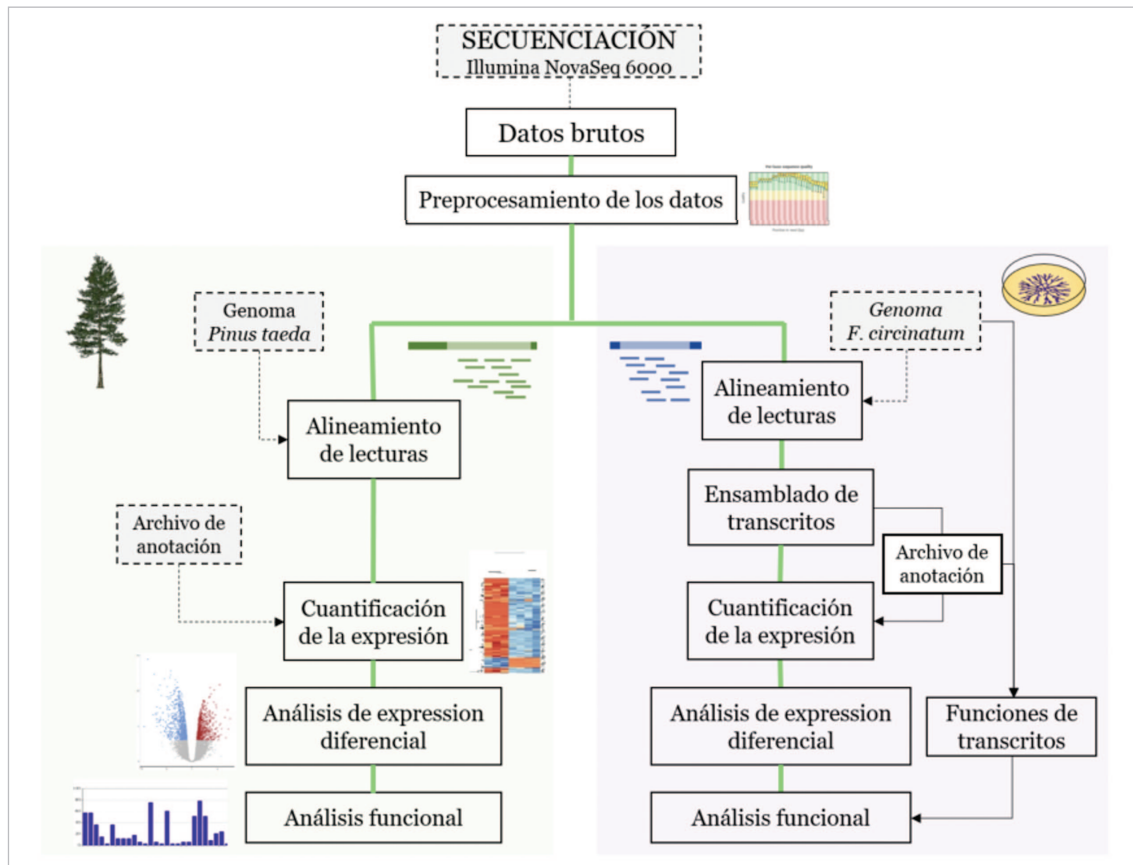 SECUENCIACIÓN
Illumina NovaSeq 6000
Datos brutos
Preprocesamiento de los datos
Genoma
Pinus taeda
Alineamiento
de lecturas
Archivo de
anotación
Cuantificación
de la expresión
Análisis de expression
diferencial
Análisis funcional
Genoma
F. circinatum
Alineamiento
de lecturas
Ensamblado de
transcritos
Archivo de
anotación
Cuantificación
de la expresión
Análisis de expression
diferencial
Funciones de
transcritos
Análisis funcional